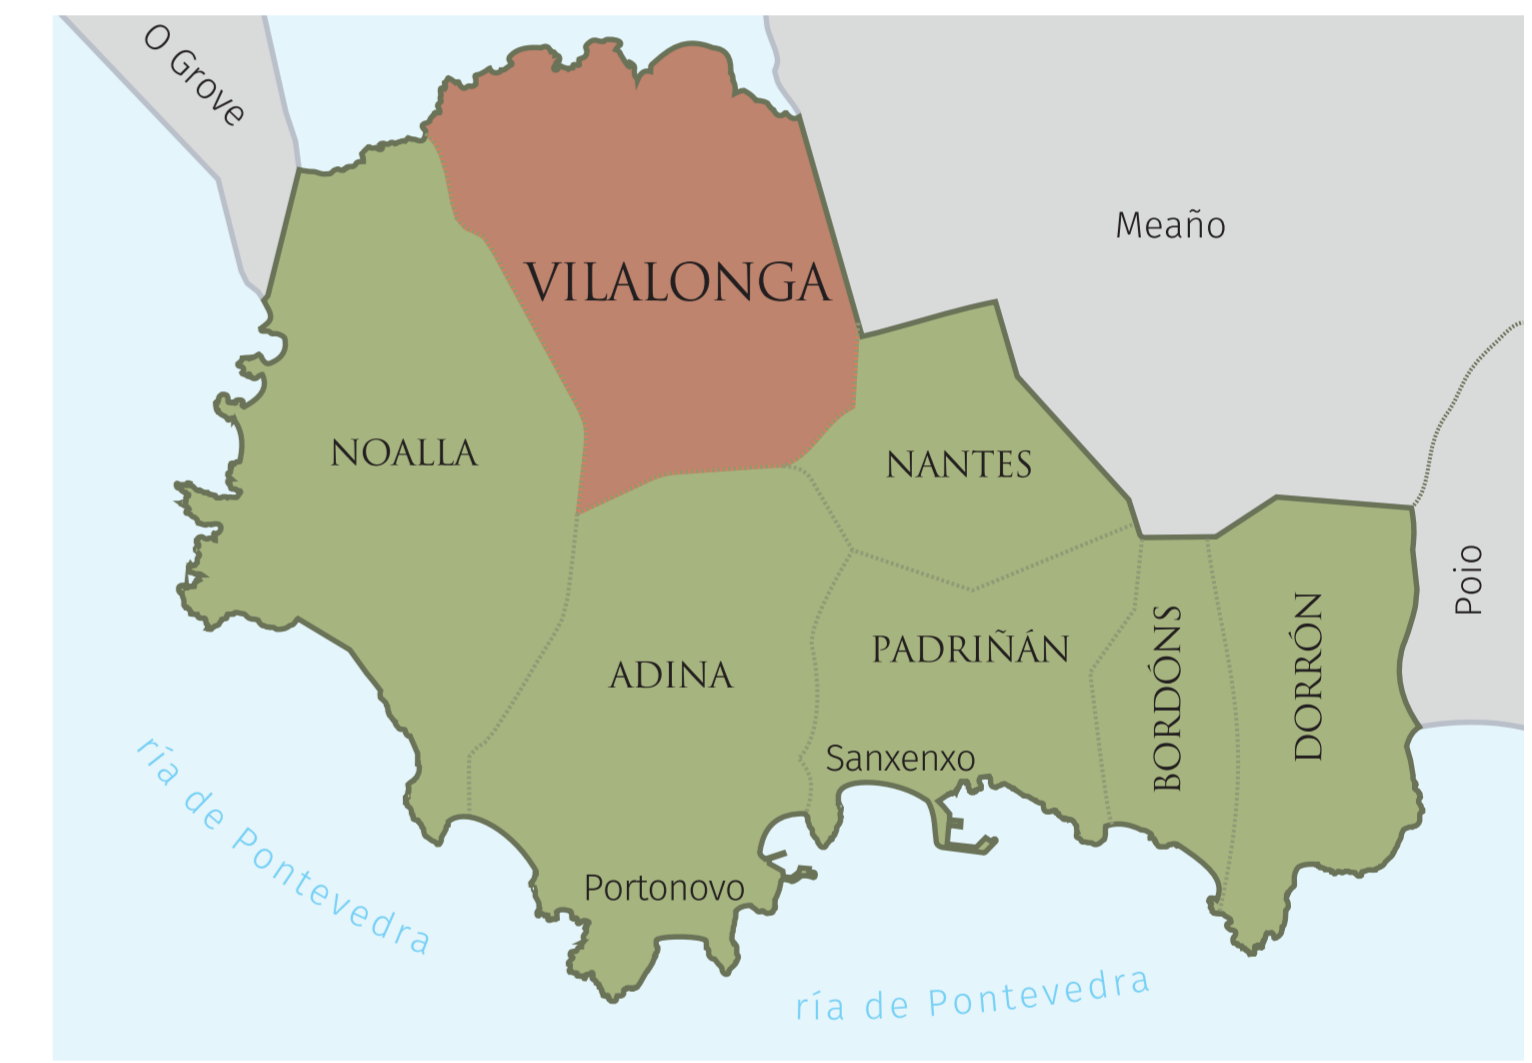 O Grove
Meaño
VILALONGA
NOALLA
NANTES
Poio
PADRIÑÁN
ADINA
BORDÓNS
DORRÓN
Sanxenxo
Portonovo
ría de Pontevedra
ría de Pontevedra